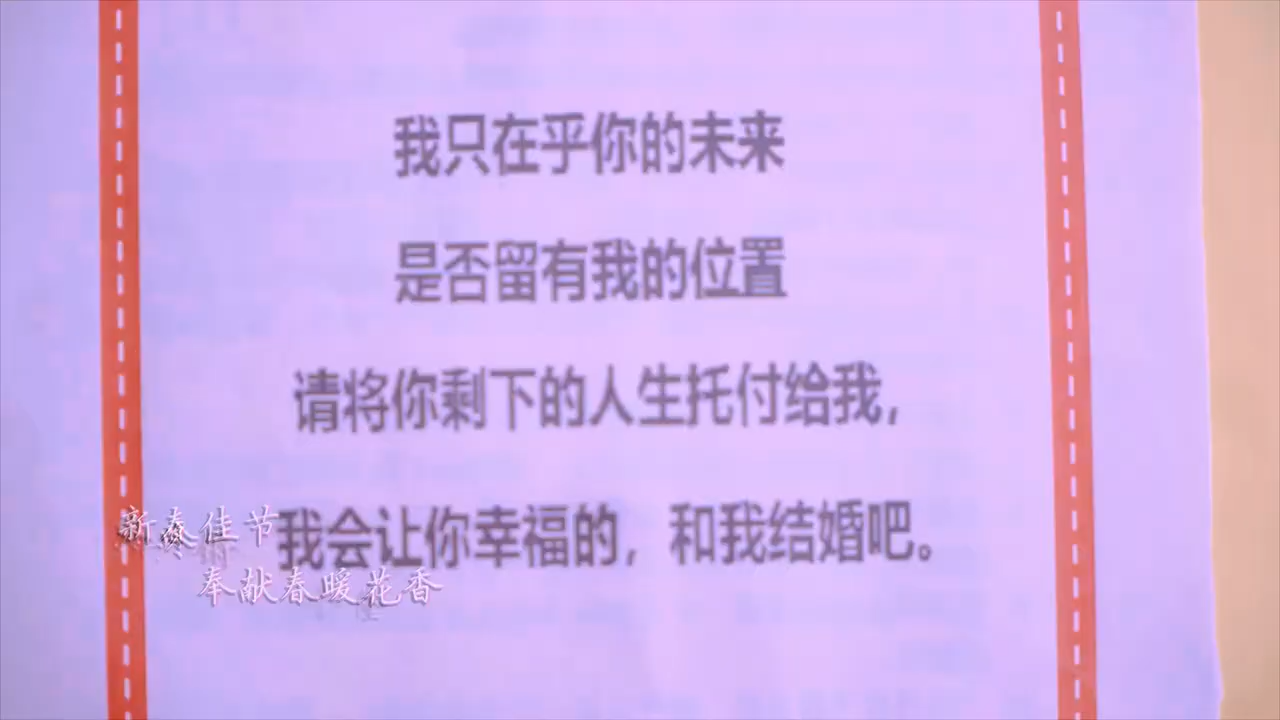 我只在乎你的未来
是否留有我的位置
请将你剩下的人生托付给我，
我会让你幸福的，和我结婚吧。
新春佳节
奉献春暖花香